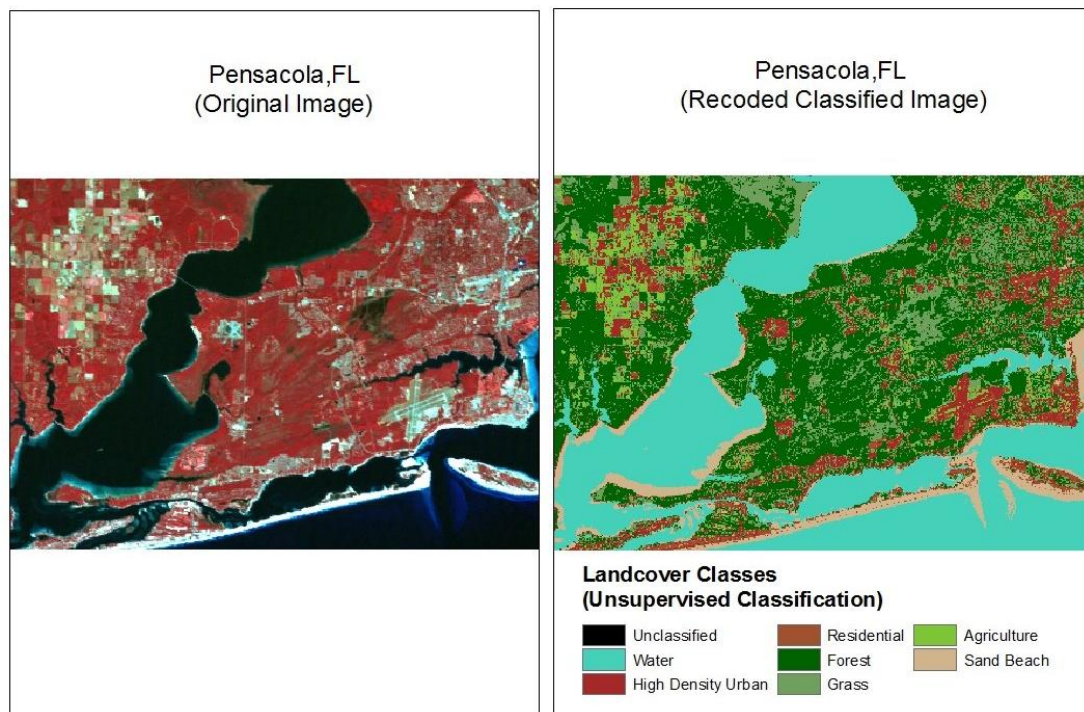 Pensacola,FL
(Original Image)
Pensacola,FL
(Recoded Classified Image)
Landcover Classes
(Unsupervised Classification)
Unclassified
Residential
Agriculture
Water
Forest
Sand Beach
High Density Urban
Grass